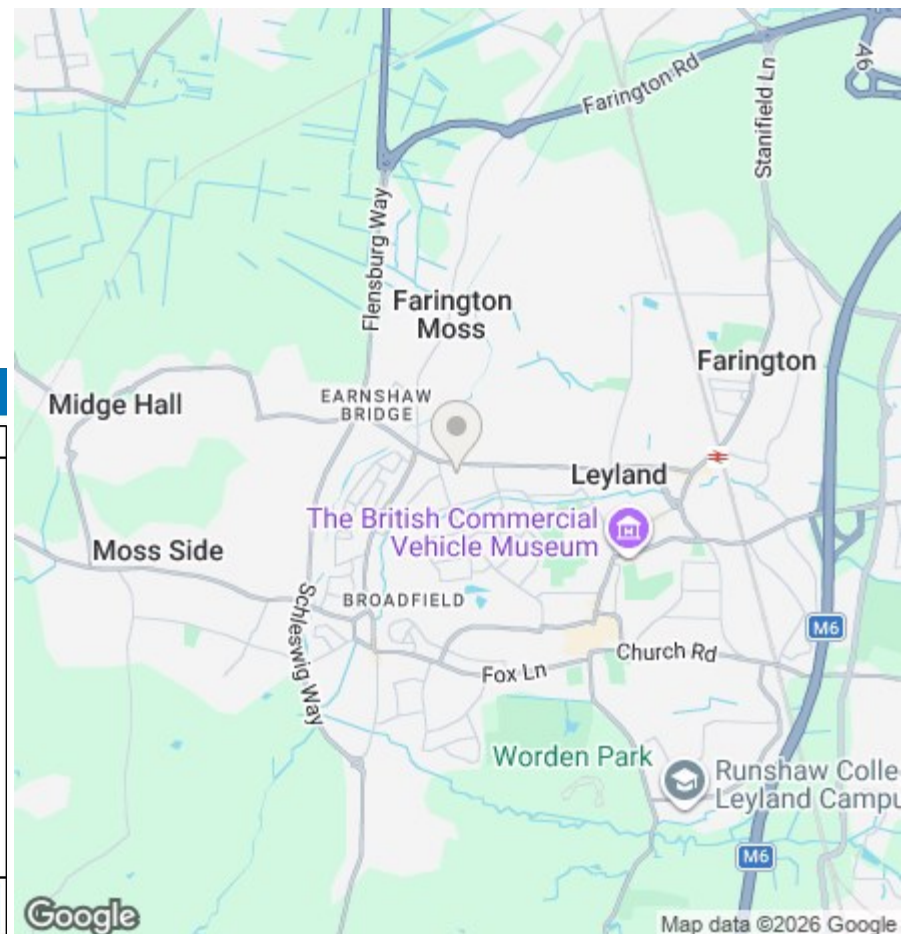 46
Farington Rd
Stanifield Ln
Flensburg Way
Farington
Moss
Farington
EARNSHAW
BRIDGE
Midge Hall
Leyland
The British Commercial
Vehicle Museum
Moss Side
BROADFIELD
Schleswig Way
M6
Church Rd
Fox Ln
Worden Park
Runshaw Colle
Leyland Campu
M6
Google
Map data ©2026 Google